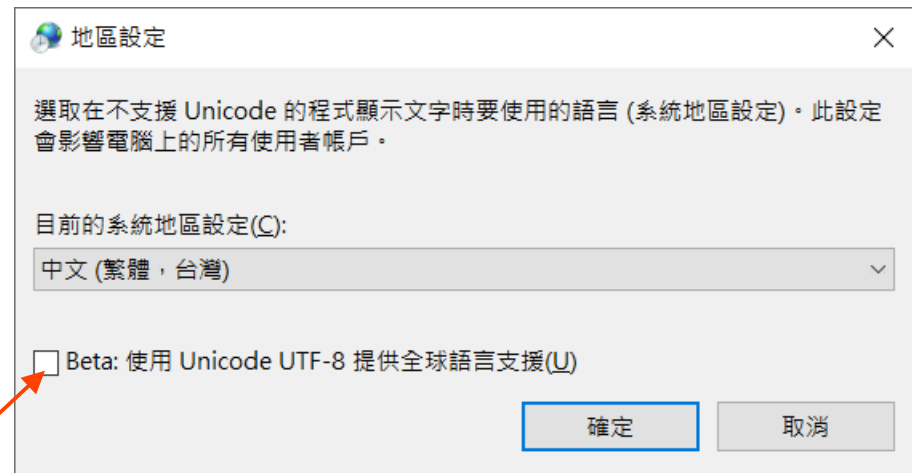 地區設定
選取在不支援 Unicode 的程式顯示文字時要使用的語言 (系統地區設定)。此設定
會影響電腦上的所有使用者帳戶。
目前的系統地區設定(C):
中文 (繁體，台灣)
Beta: 使用 Unicode UTF-8 提供全球語言支援(U)
確定 取消